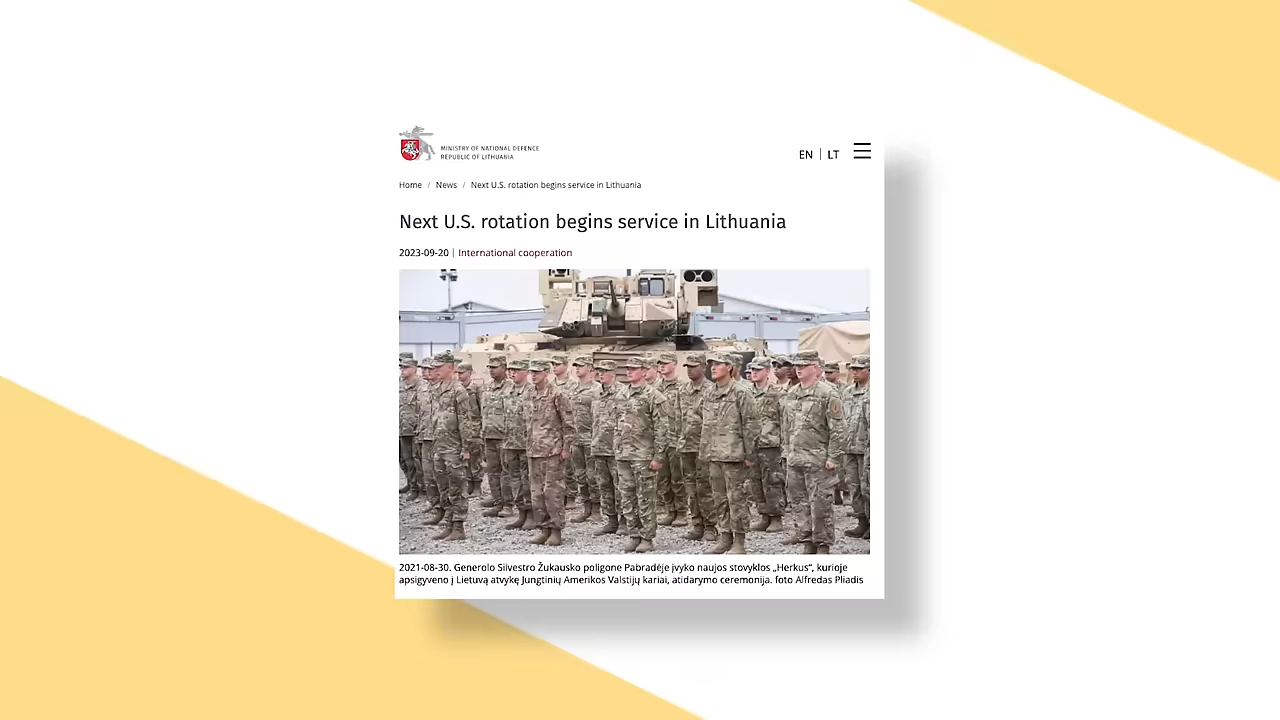 MINISTRY OF NATIONAL DEFENCE
REPUBLIC OF LITHUANIA
EN | LT
Home / News / Next U.S. rotation begins service in Lithuania
Next U.S. rotation begins service in Lithuania
2023-09-20 | International cooperation
2021-08-30. Generolo Silvestro Žukausko poligone Pabradėje įvyko naujos stovyklos „Herkus“, kurioje
apsigyveno į Lietuvą atvykę Jungtinių Amerikos Valstijų kariai, atidarymo ceremonija. foto Alfredas Pliadis